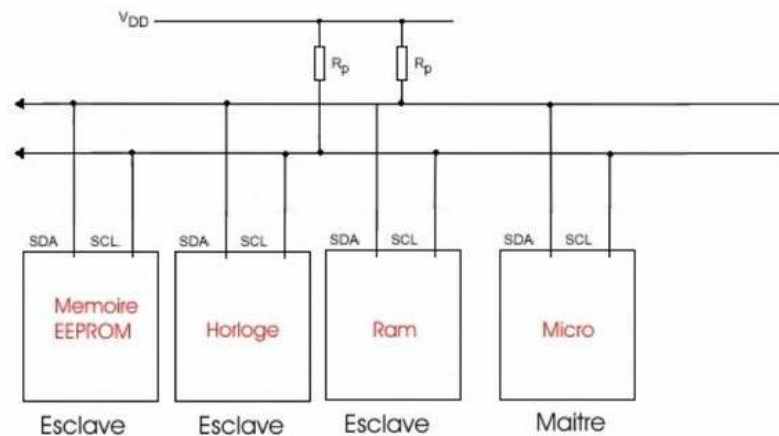 VDD
Rp Rp
SDA SCL. SDA SCL SDA SCL SDA SCL
Memoire
EEPROM Horloge Ram Micro
Esclave Esclave Esclave Maitre